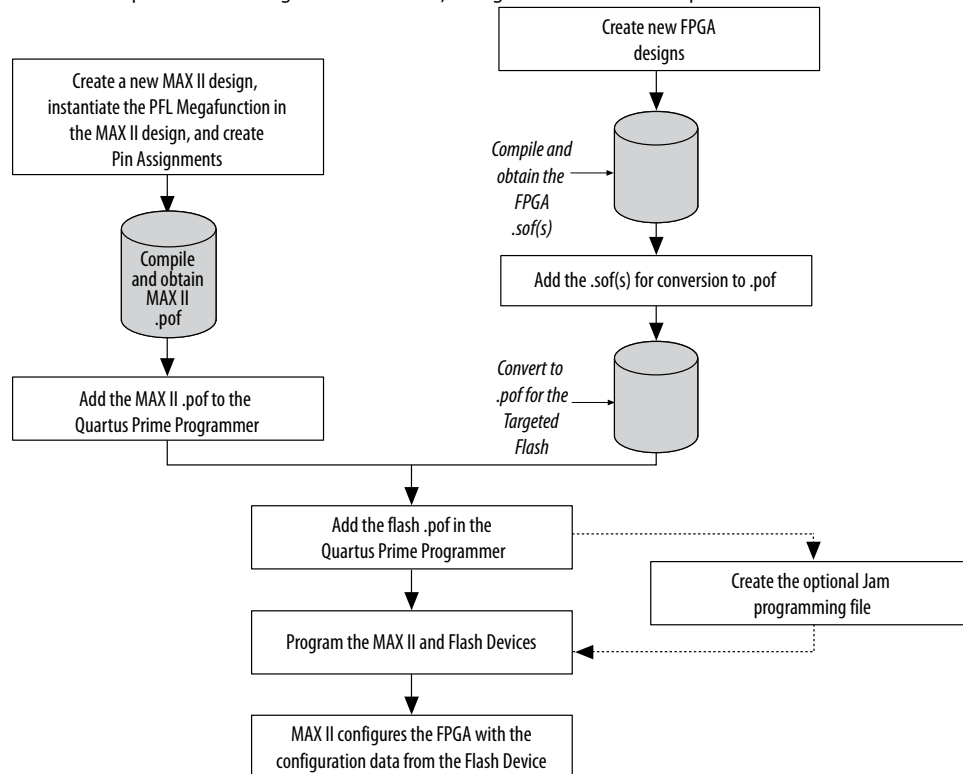 Create a new MAX II design,
instantiate the PFL Megafunction in
the MAX II design, and create
Pin Assignments
Compile
and obtain
MAX II
.pof
Add the MAX II .pof to the
Quartus Prime Programmer
Create new FPGA
designs
Compile and
obtain the
FPGA
.sof(s)
Add the .sof(s) for conversion to .pof
Convert to
.pof for the
Targeted
Flash
Add the flash .pof in the
Quartus Prime Programmer
Create the optional Jam
programming file
Program the MAX II and Flash Devices
MAX II configures the FPGA with the
configuration data from the Flash Device